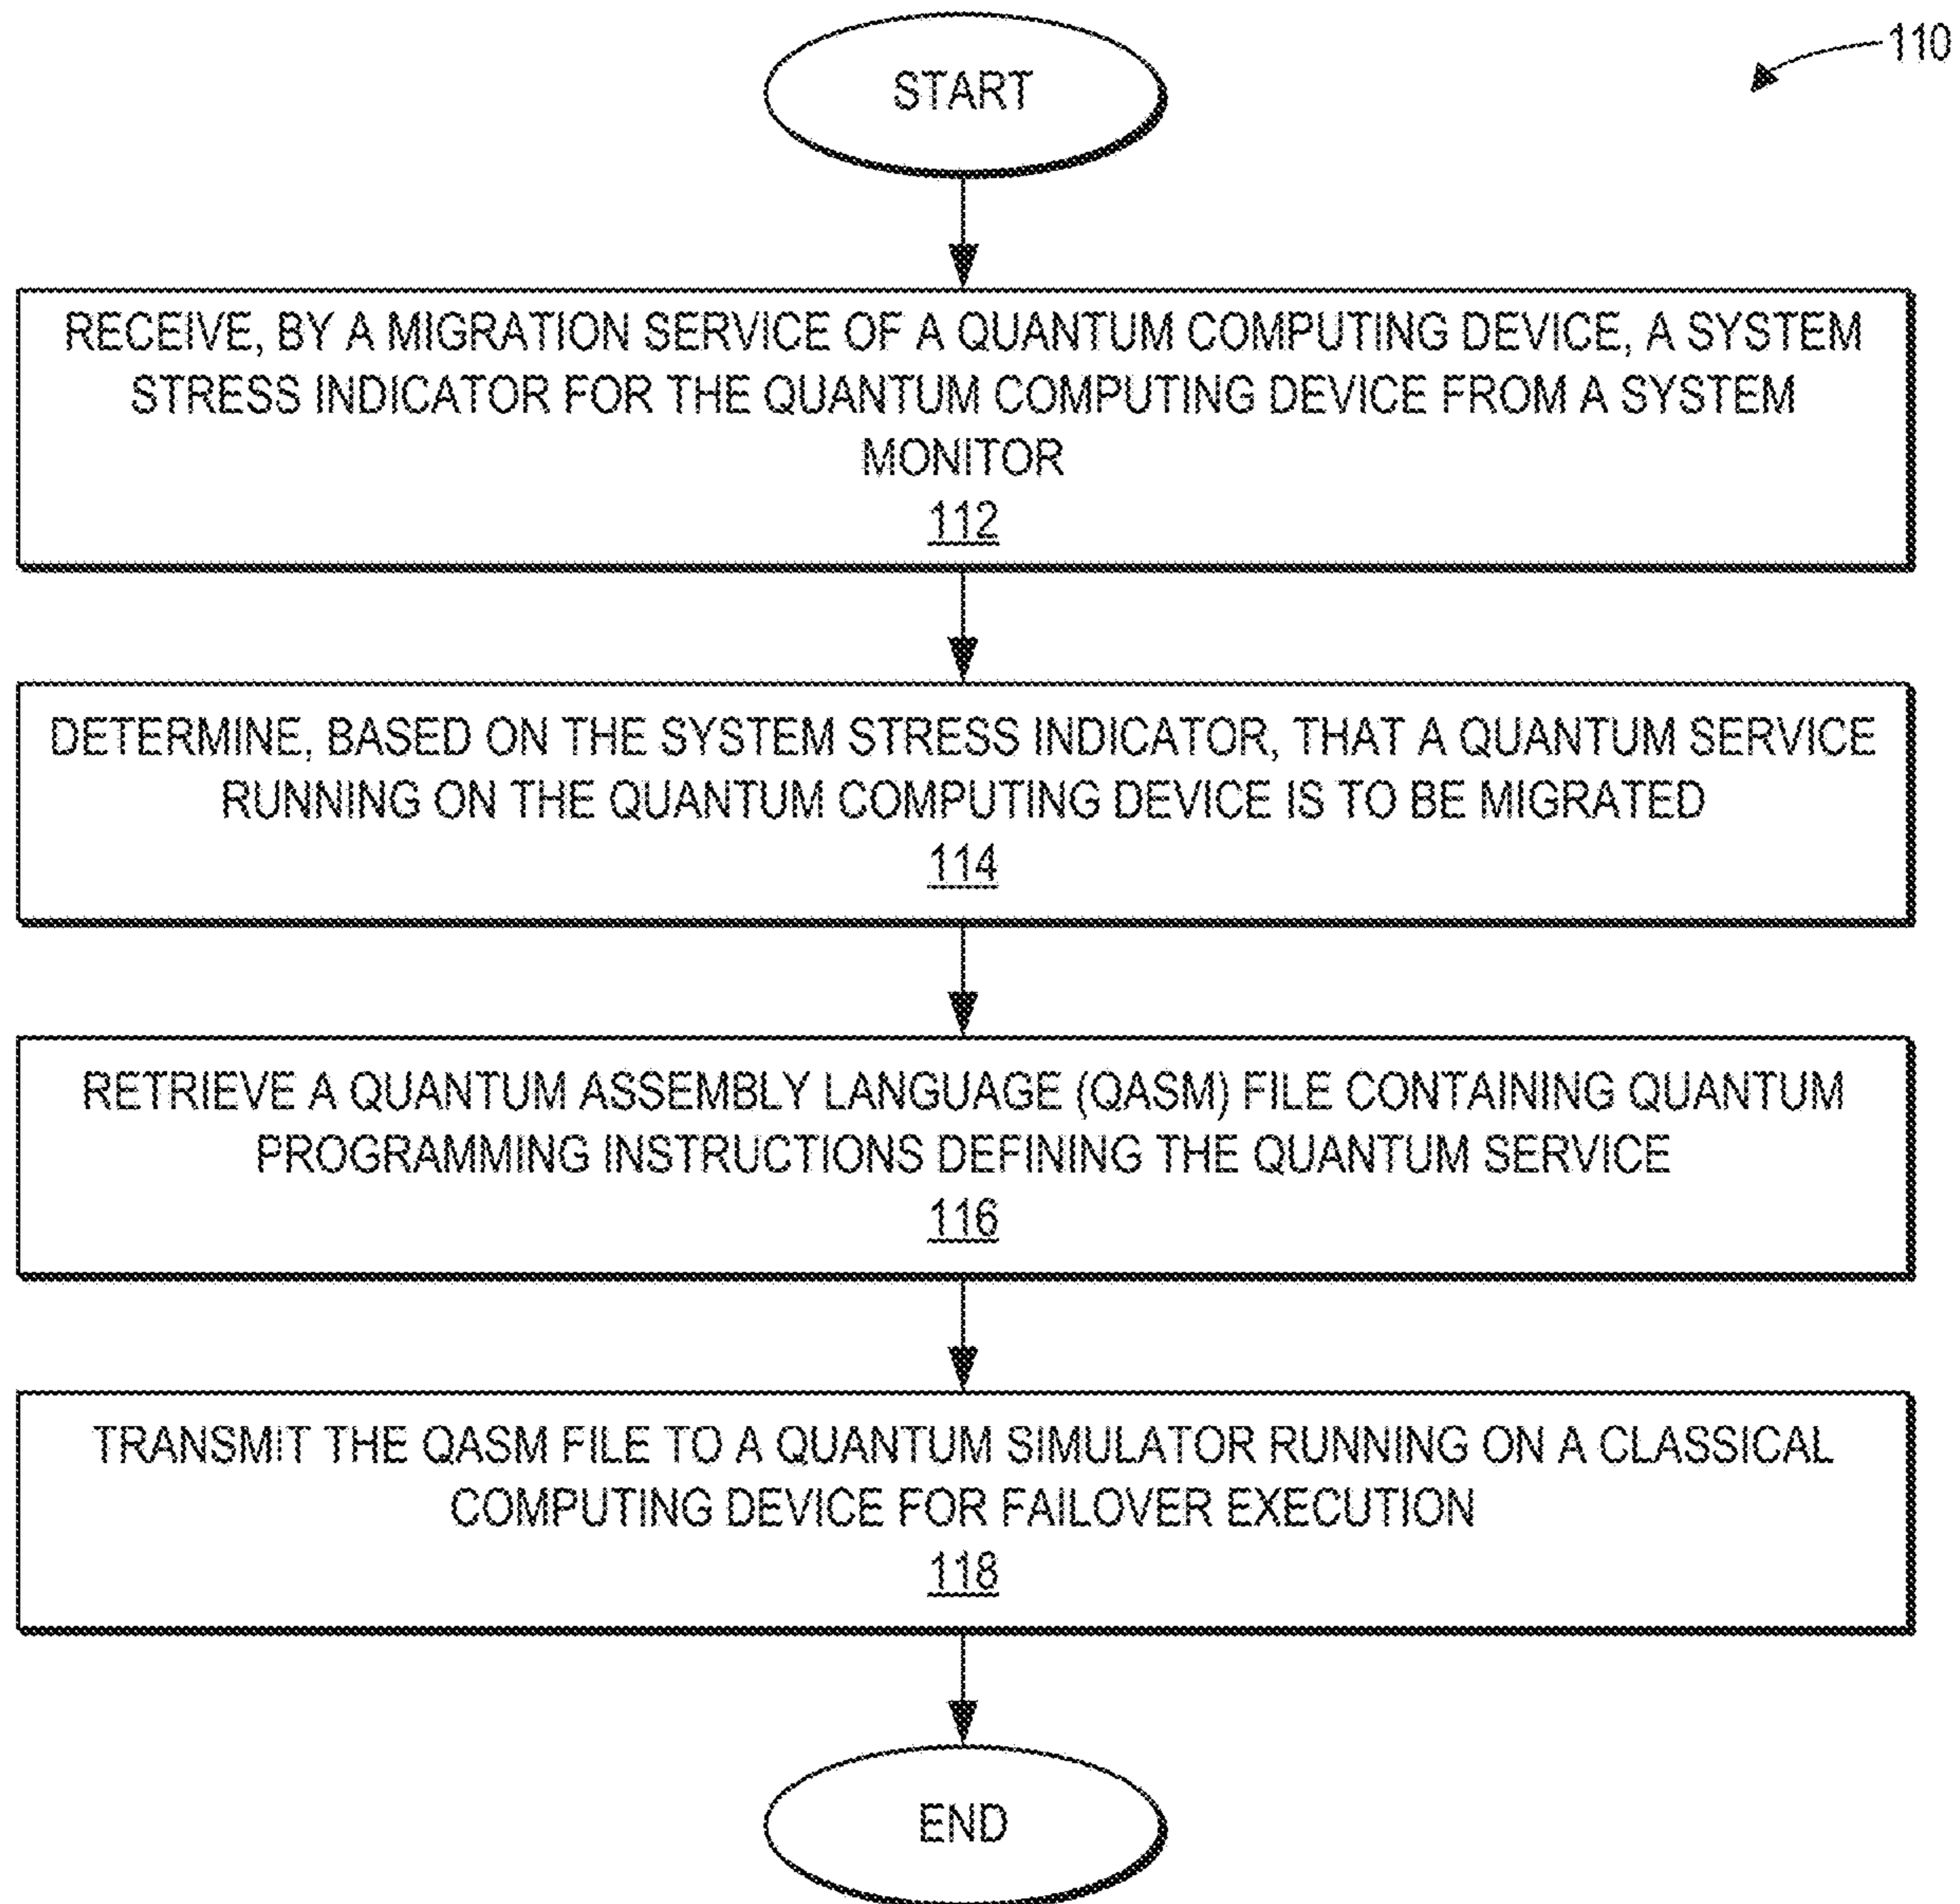 110
START
RECEIVE, BY A MIGRATION SERVICE OF A QUANTUM COMPUTING DEVICE, A SYSTEM
STRESS INDICATOR FOR THE QUANTUM COMPUTING DEVICE FROM A SYSTEM
MONITOR
112
DETERMINE, BASED ON THE SYSTEM STRESS INDICATOR, THAT A QUANTUM SERVICE
RUNNING ON THE QUANTUM COMPUTING DEVICE IS TO BE MIGRATED
114
RETRIEVE A QUANTUM ASSEMBLY LANGUAGE (QASM) FILE CONTAINING QUANTUM
PROGRAMMING INSTRUCTIONS DEFINING THE QUANTUM SERVICE
116
TRANSMIT THE QASM FILE TO A QUANTUM SIMULATOR RUNNING ON A CLASSICAL
COMPUTING DEVICE FOR FAILOVER EXECUTION
118
END